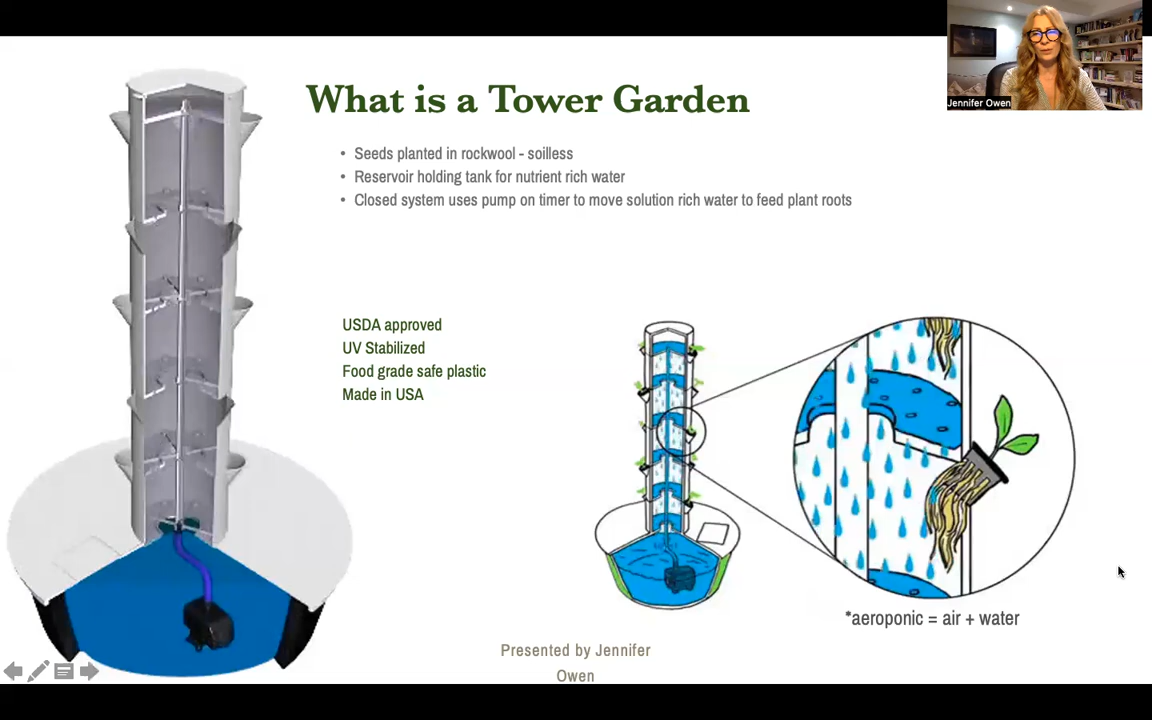 Jennifer Owen
What is a Tower Garden
• Seeds planted in rockwool - soilless
• Reservoir holding tank for nutrient rich water
• Closed system uses pump on timer to move solution rich water to feed plant roots
USDA approved
UV Stabilized
Food grade safe plastic
Made in USA
*aeroponic = air + water
Presented by Jennifer
Owen